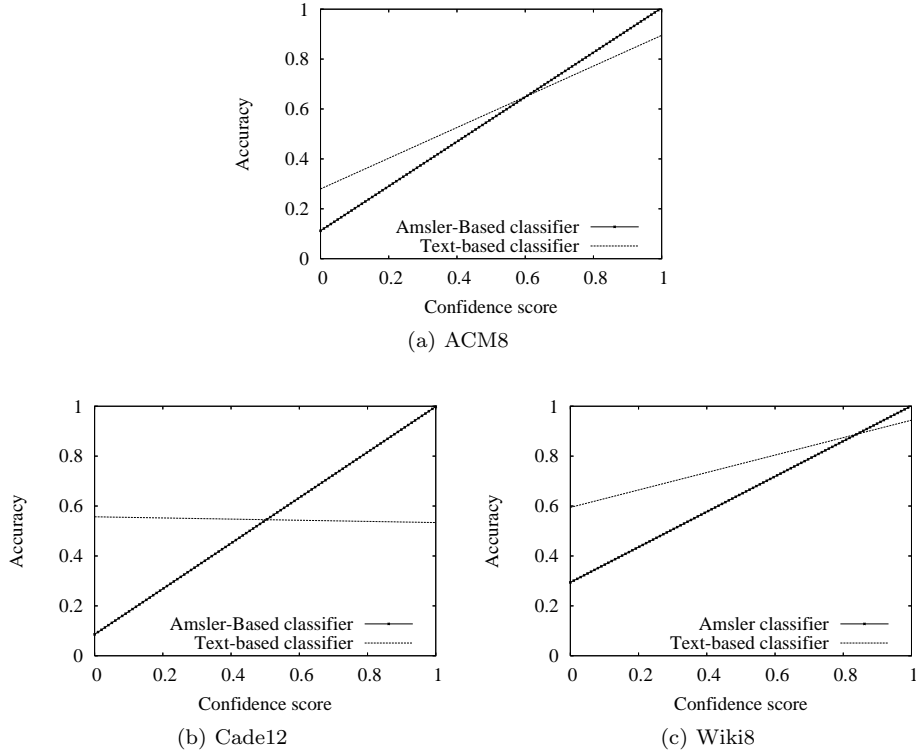 1
0.8
0.6
0.4
0.2
0
Accuracy
Amsler-Based classifier
Text-based classifier
0 0.2 0.4 0.6 0.8 1
Confidence score
(a) ACM8
1
0.8
0.6
0.4
0.2
0
Accuracy
Amsler-Based classifier
Text-based classifier
0 0.2 0.4 0.6 0.8 1
Confidence score
(b) Cade12
1
0.8
0.6
0.4
0.2
0
Accuracy
Amsler classifier
Text-based classifier
0 0.2 0.4 0.6 0.8 1
Confidence score
(c) Wiki8